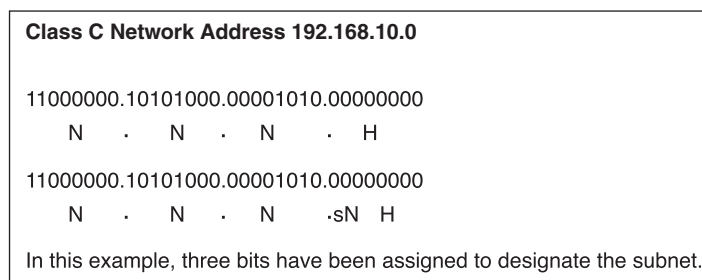 Class C Network Address 192.168.10.0
11000000.10101000.00001010.00000000
N . N . N . H
11000000.10101000.00001010.00000000
N . N . N .sN H
In this example, three bits have been assigned to designate the subnet.